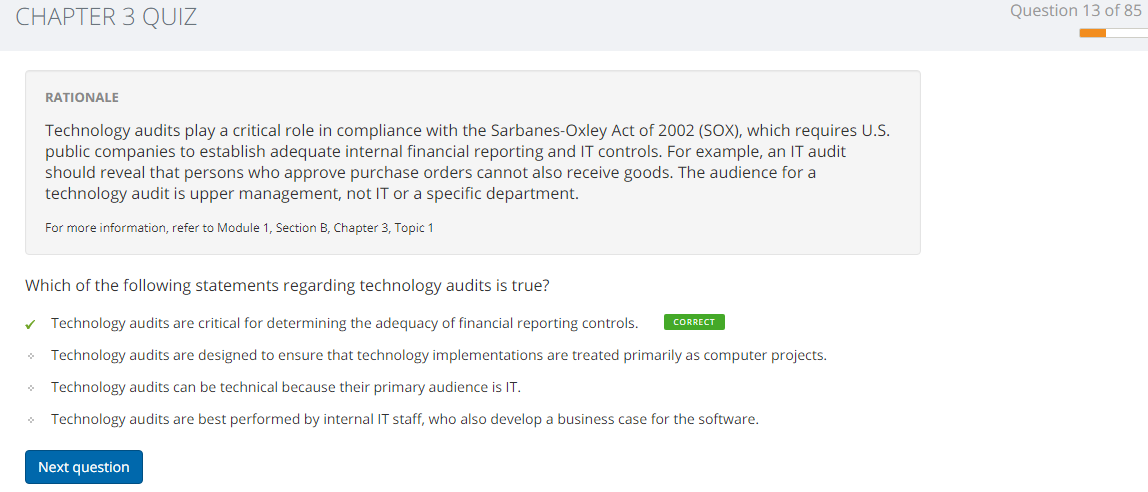 CHAPTER 3 QUIZ
Question 13 of 85
RATIONALE
Technology audits play a critical role in compliance with the Sarbanes-Oxley Act of 2002 (SOX), which requires U.S.
public companies to establish adequate internal financial reporting and IT controls. For example, an IT audit
should reveal that persons who approve purchase orders cannot also receive goods. The audience for a
technology audit is upper management, not IT or a specific department.
For more information, refer to Module 1, Section B, Chapter 3, Topic 1
Which of the following statements regarding technology audits is true?
Technology audits are critical for determining the adequacy of financial reporting controls. CORRECT
Technology audits are designed to ensure that technology implementations are treated primarily as computer projects.
Technology audits can be technical because their primary audience is IT.
Technology audits are best performed by internal IT staff, who also develop a business case for the software.
Next question